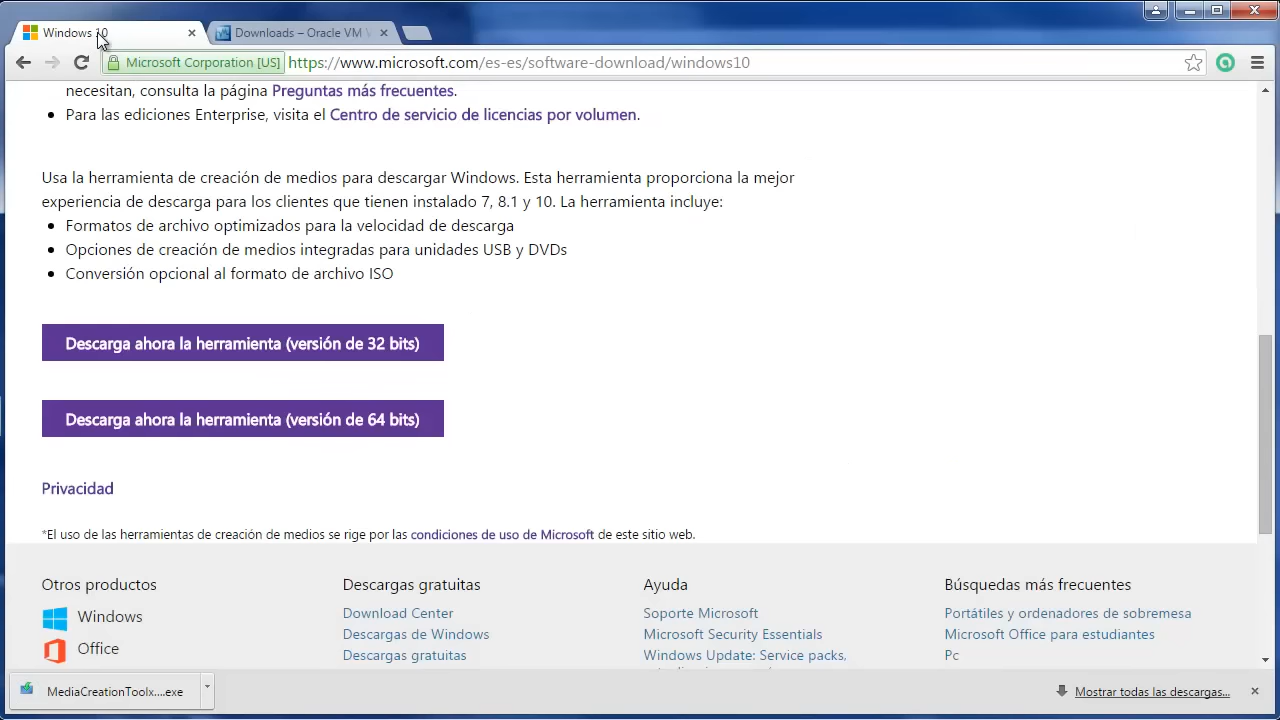 Windows 10
Downloads – Oracle VM V
Microsoft Corporation [US]
https://www.microsoft.com/es-es/software-download/windows10
necesitan, consulta la página Preguntas más frecuentes.
Para las ediciones Enterprise, visita el Centro de servicio de licencias por volumen.
Usa la herramienta de creación de medios para descargar Windows. Esta herramienta proporciona la mejor
experiencia de descarga para los clientes que tienen instalado 7, 8.1 y 10. La herramienta incluye:
Formatos de archivo optimizados para la velocidad de descarga
Opciones de creación de medios integradas para unidades USB y DVDs
Conversión opcional al formato de archivo ISO
Descarga ahora la herramienta (versión de 32 bits)
Descarga ahora la herramienta (versión de 64 bits)
Privacidad
*El uso de las herramientas de creación de medios se rige por las condiciones de uso de Microsoft de este sitio web.
Otros productos
Windows
Office
Descargas gratuitas
Download Center
Descargas de Windows
Descargas gratuitas
Ayuda
Soporte Microsoft
Microsoft Security Essentials
Windows Update: Service packs,
Búsquedas más frecuentes
Portátiles y ordenadores de sobremesa
Microsoft Office para estudiantes
Pc
MediaCreationToolx....exe
Mostrar todas las descargas...